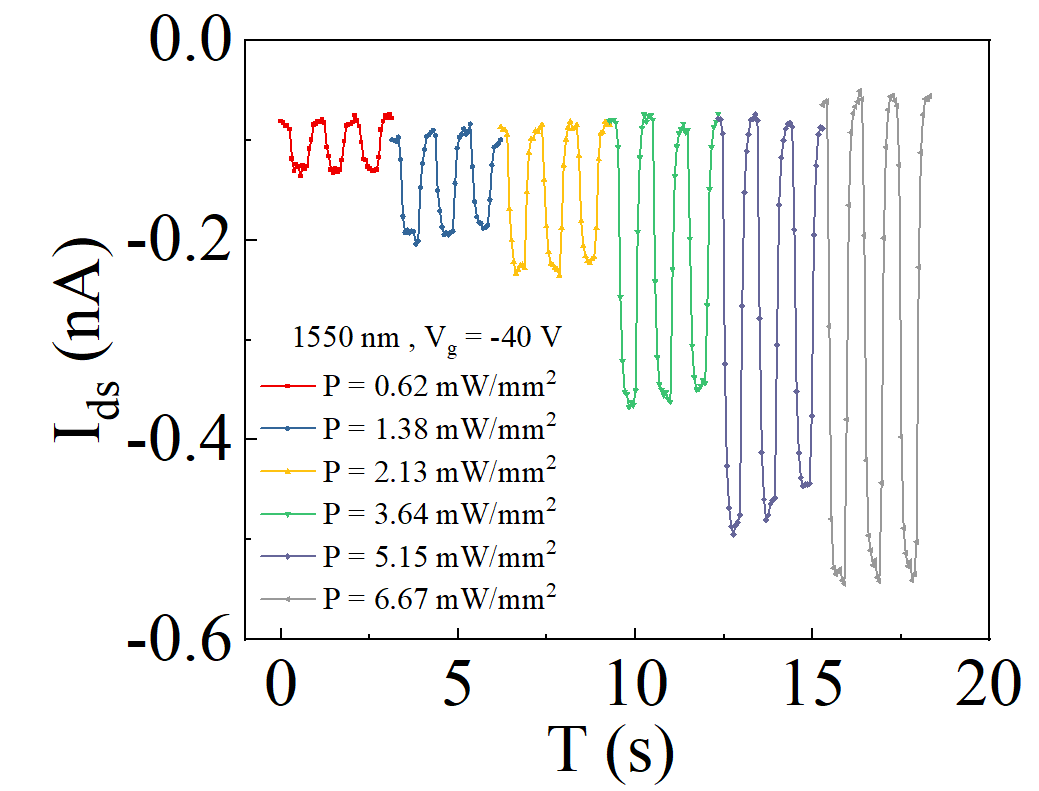 0.0
-0.2
-0.4
-0.6
I_ds (nA)
1550 nm , V_g = -40 V
P = 0.62 mW/mm²
P = 1.38 mW/mm²
P = 2.13 mW/mm²
P = 3.64 mW/mm²
P = 5.15 mW/mm²
P = 6.67 mW/mm²
0 5 10 15 20
T (s)